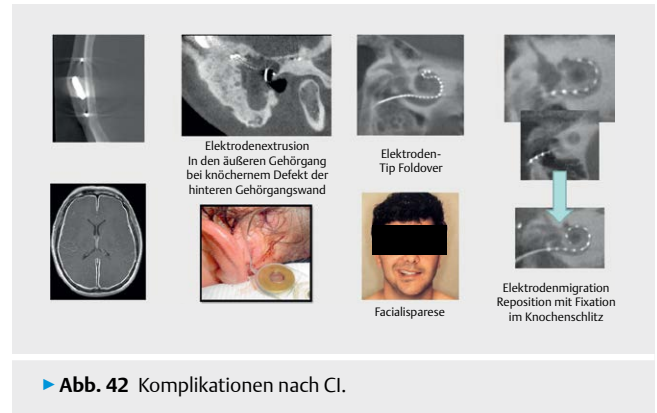 Elektrodenextrusion
In den äußeren Gehörgang
bei knöchernem Defekt der
hinteren Gehörgangswand
Elektroden-
Tip Foldover
Facialisparese
Elektrodenmigration
Reposition mit Fixation
im Knochenschlitz
▶ Abb. 42 Komplikationen nach CI.